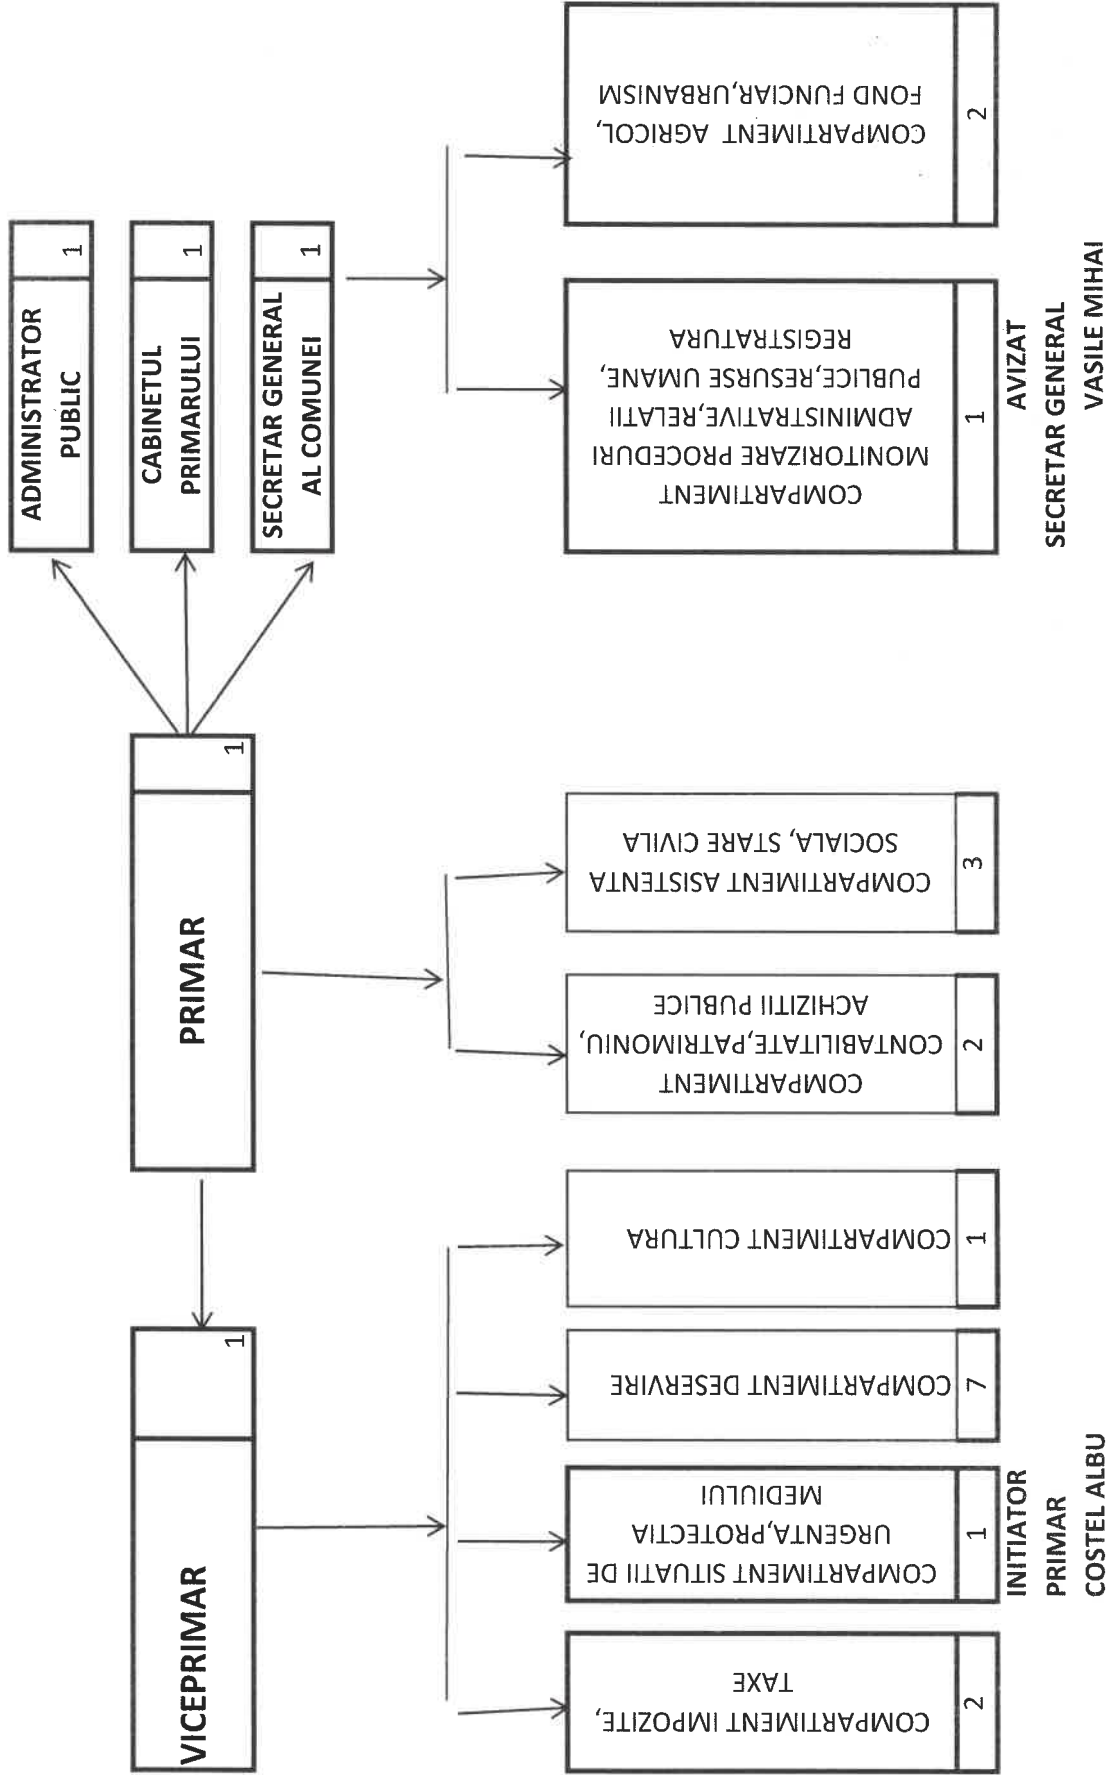 VICEPRIMAR
1
PRIMAR
1
ADMINISTRATOR
PUBLIC
1
CABINETUL
PRIMARULUI
1
SECRETAR GENERAL
AL COMUNEI
1
COMPARTIMENT IMPOZITE,
TAXE
2
COMPARTIMENT SITUATII DE
URGENTA,PROTECTIA
MEDIULUI
1
COMPARTIMENT DESERVIRE
7
COMPARTIMENT CULTURA
1
COMPARTIMENT
CONTABILITATE,PATRIMONIU,
ACHIZITII PUBLICE
2
COMPARTIMENT ASISTENTA
SOCIALA, STARE CIVILA
3
COMPARTIMENT
MONITORIZARE PROCEDURI
ADMINISTRATIVE,RELATII
PUBLICE,RESURSE UMANE,
REGISTRATURA
1
COMPARTIMENT AGRICOL,
FOND FUNCIAR,URBANISM
2
INITIATOR
PRIMAR
COSTEL ALBU
AVIZAT
SECRETAR GENERAL
VASILE MIHAI